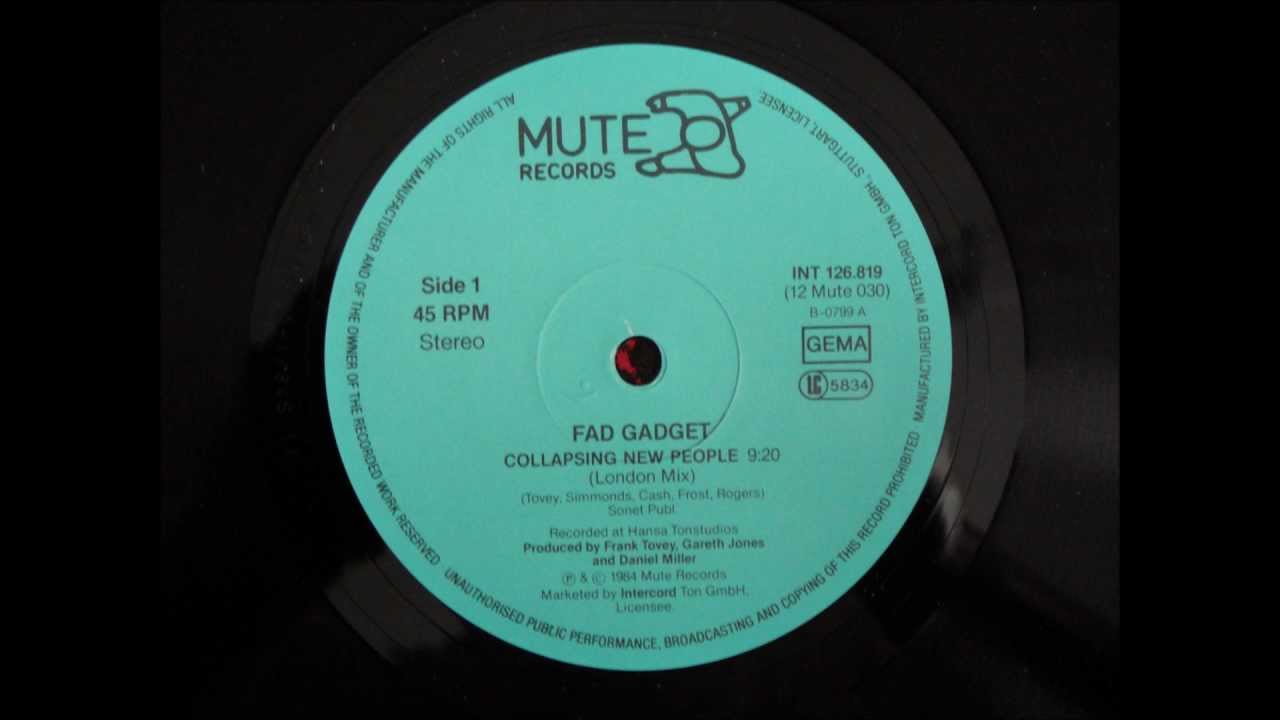 MUTE
RECORDS
Side 1
45 RPM
Stereo
INT 126.819
(12 Mute 030)
B-0799 A
GEMA
LC 5834
FAD GADGET
COLLAPSING NEW PEOPLE 9:20
(London Mix)
(Tovey, Simmonds, Cash, Frost, Rogers)
Sonet Publ.
Recorded at Hansa Tonstudios
Produced by Frank Tovey, Gareth Jones
and Daniel Miller
Ⓟ & © 1984 Mute Records
Marketed by Intercord Ton GmbH,
Licensee.
ALL RIGHTS OF THE MANUFACTURER AND OF THE OWNER OF THE RECORDED WORK RESERVED UNAUTHORISED PUBLIC PERFORMANCE, BROADCASTING AND COPYING OF THIS RECORD PROHIBITED MANUFACTURED BY INTERCORD TON GMBH, STUTTGART, LICENSEE.